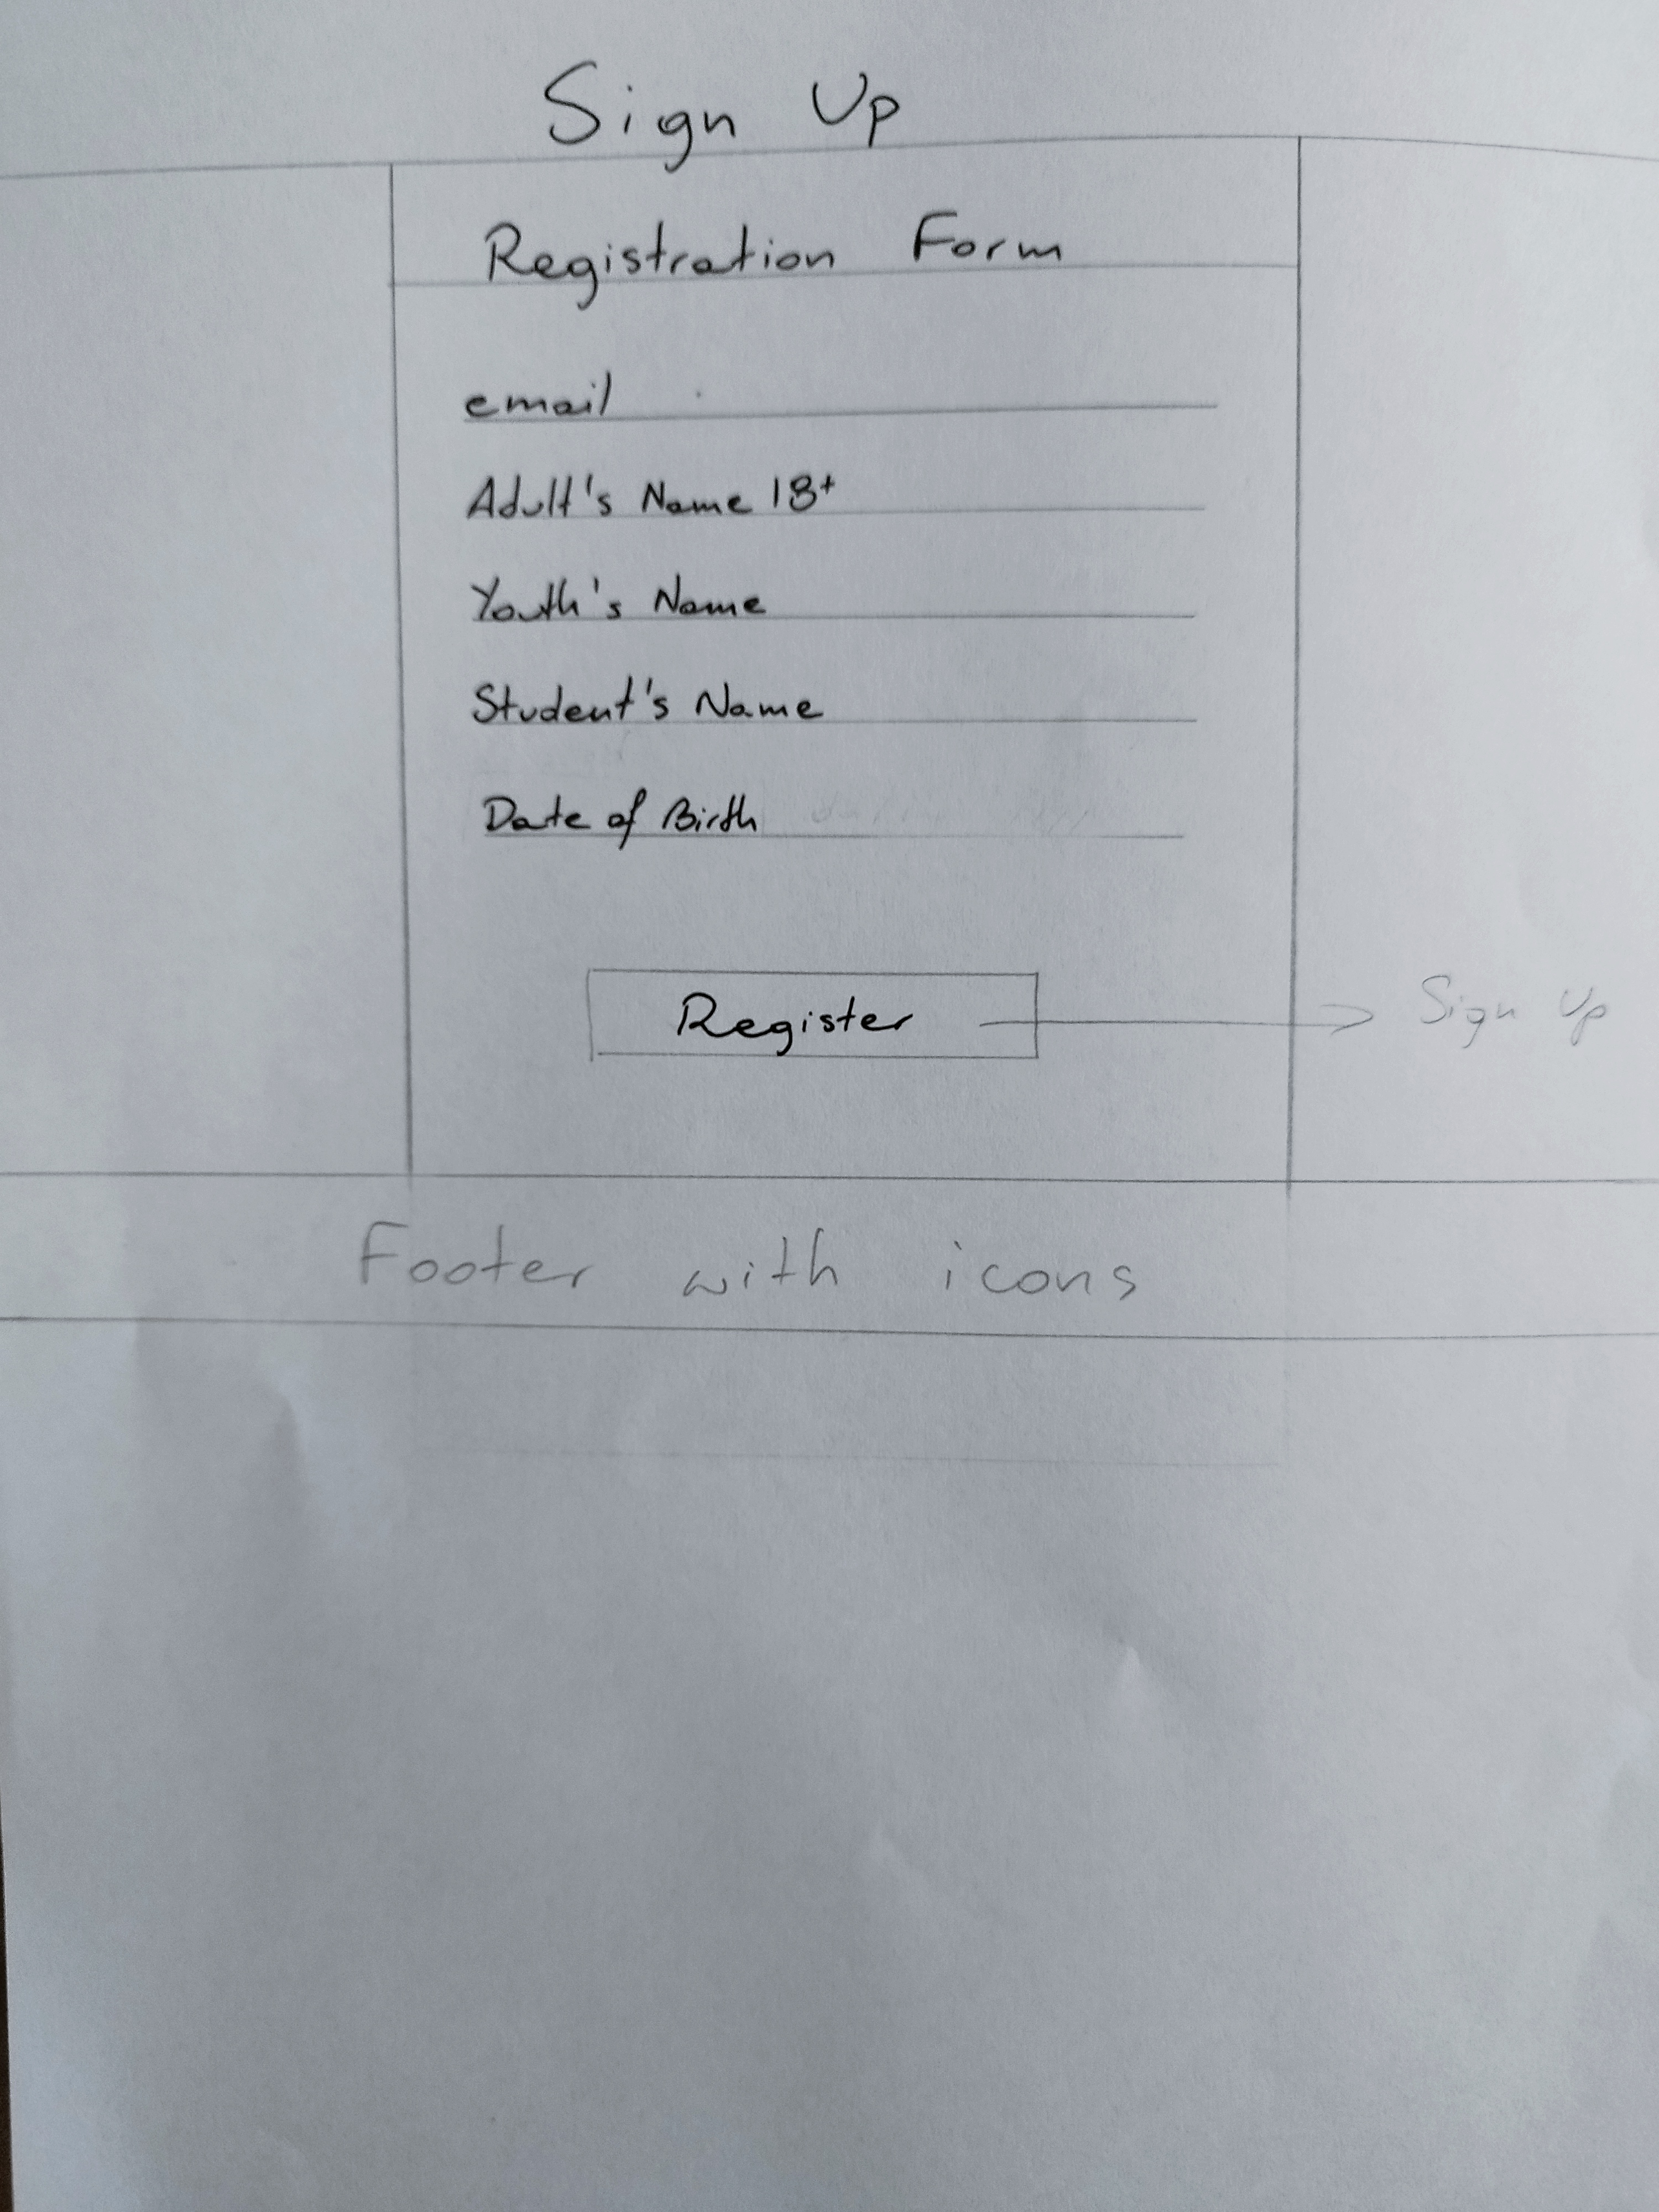 Sign Up
Registration Form
email
Adult's Name 18+
Youth's Name
Student's Name
Date of Birth
Register
Sign Up
Footer with icons